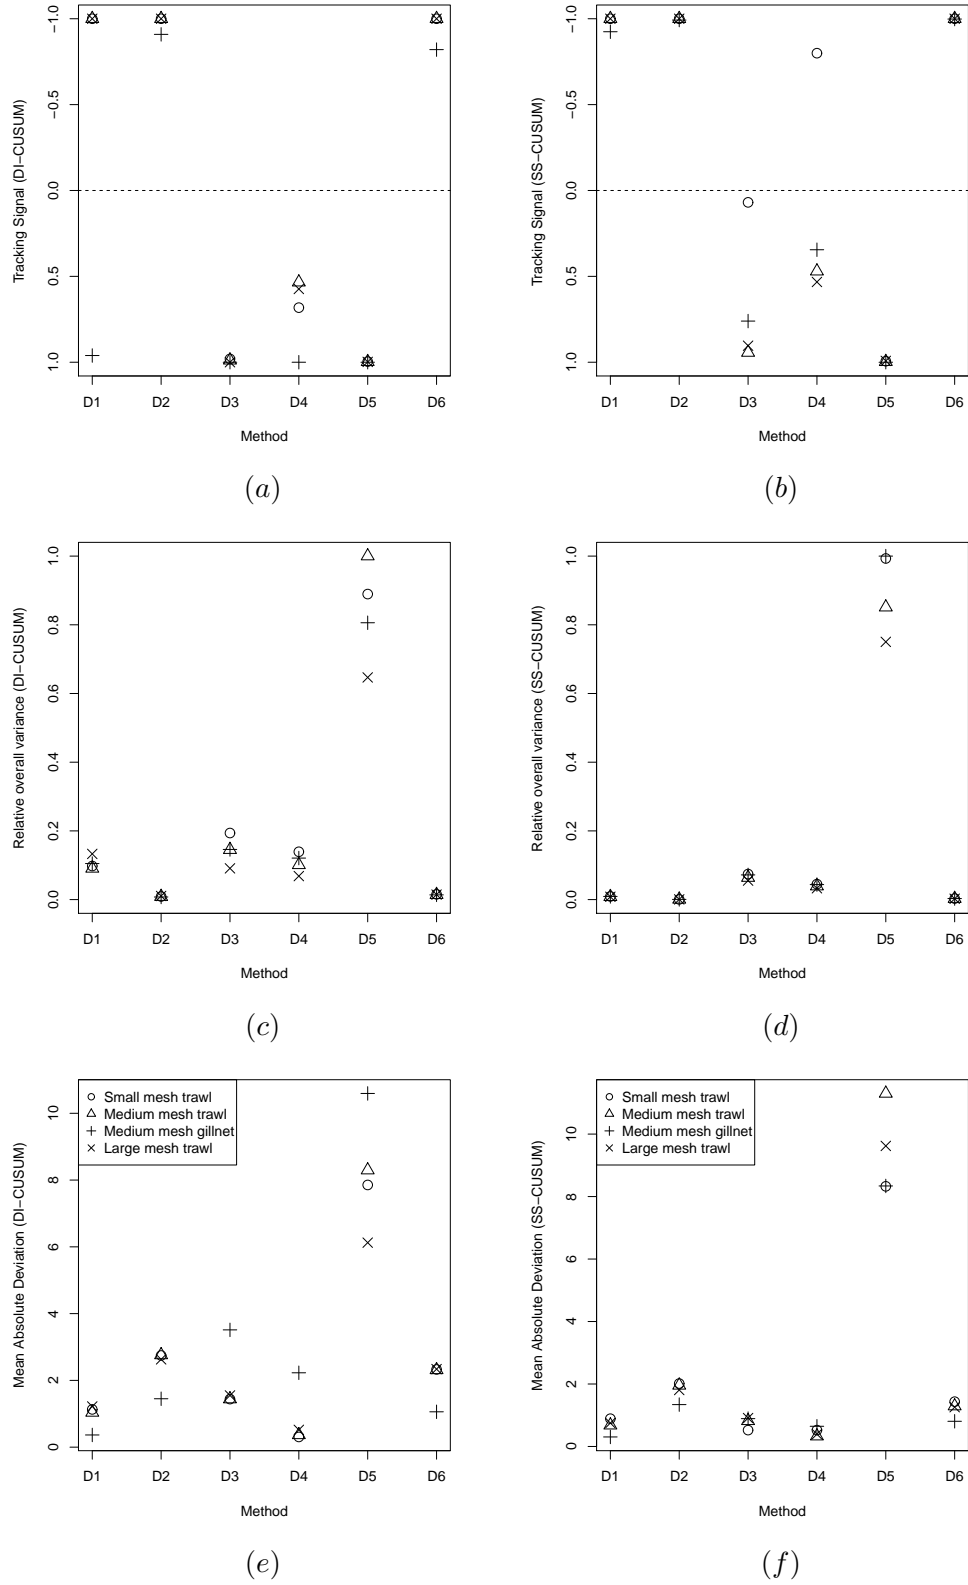 Tracking Signal (DI−CUSUM)
−1.0
−0.5
0.0
0.5
1.0
D1 D2 D3 D4 D5 D6
Method
(a)
Tracking Signal (SS−CUSUM)
−1.0
−0.5
0.0
0.5
1.0
D1 D2 D3 D4 D5 D6
Method
(b)
Relative overall variance (DI−CUSUM)
1.0
0.8
0.6
0.4
0.2
0.0
D1 D2 D3 D4 D5 D6
Method
(c)
Relative overall variance (SS−CUSUM)
1.0
0.8
0.6
0.4
0.2
0.0
D1 D2 D3 D4 D5 D6
Method
(d)
Mean Absolute Deviation (DI−CUSUM)
10
8
6
4
2
0
Small mesh trawl
Medium mesh trawl
Medium mesh gillnet
Large mesh trawl
D1 D2 D3 D4 D5 D6
Method
(e)
Mean Absolute Deviation (SS−CUSUM)
10
8
6
4
2
0
Small mesh trawl
Medium mesh trawl
Medium mesh gillnet
Large mesh trawl
D1 D2 D3 D4 D5 D6
Method
(f)